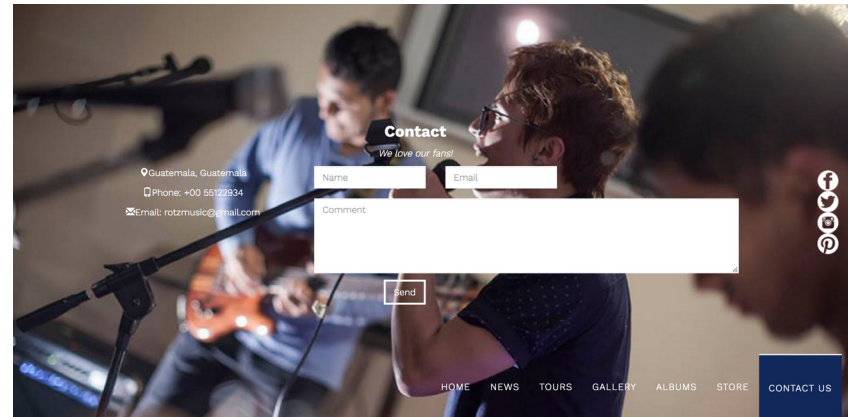 Contact
We love our fans!
Guatemala, Guatemala
Phone: +00 55122934
Email: rotzmusic@gmail.com
Name Email
Comment
Send
HOME NEWS TOURS GALLERY ALBUMS STORE CONTACT US